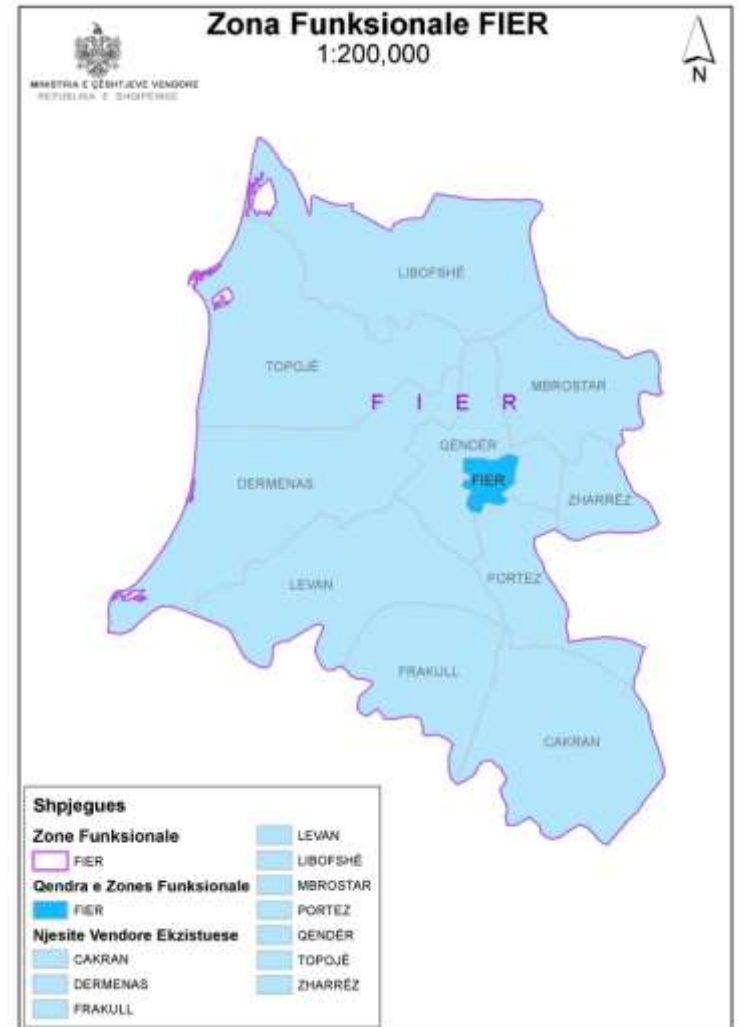 Zona Funksionale FIER
1:200,000
MINISTRIA E ÇËSHTJEVE VENDORE
REPUBLIKA E SHQIPËRISË
N
LIBOFSHË
TOPOJË
MBROSTAR
F I E R
QENDËR
DERMENAS
FIER
ZHARRËZ
LEVAN
PORTEZ
FRAKULL
CAKRAN
Shpjegues
Zone Funksionale
FIER
Qendra e Zones Funksionale
FIER
Njesite Vendore Ekzistuese
CAKRAN
DERMENAS
FRAKULL
LEVAN
LIBOFSHË
MBROSTAR
PORTEZ
QENDËR
TOPOJË
ZHARRËZ